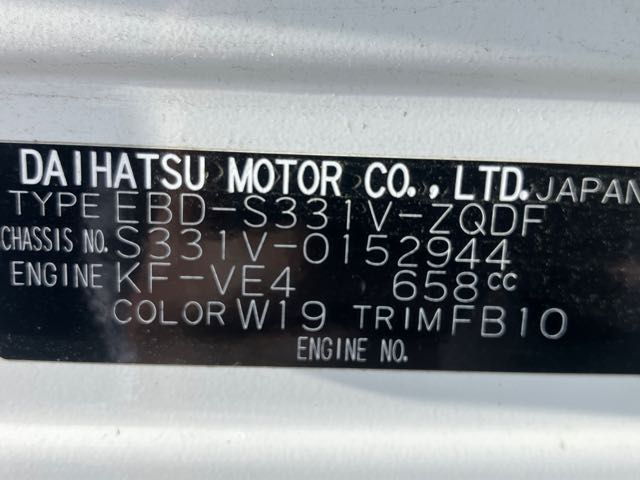 DAIHATSU MOTOR CO., LTD. JAPAN
TYPE EBD-S331V-ZQDF
CHASSIS NO. S331V-0152944
ENGINE KF-VE4 658cc
COLOR W19 TRIM FB10
ENGINE NO.